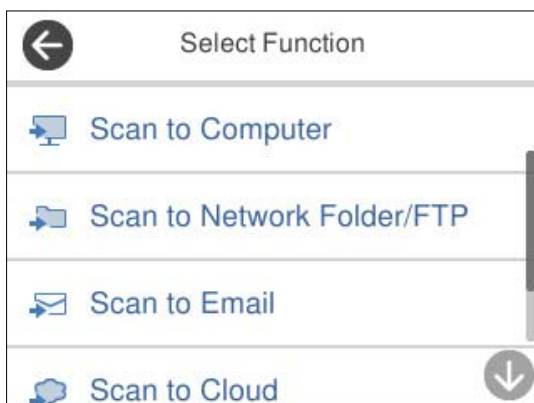 Select Function
Scan to Computer
Scan to Network Folder/FTP
Scan to Email
Scan to Cloud